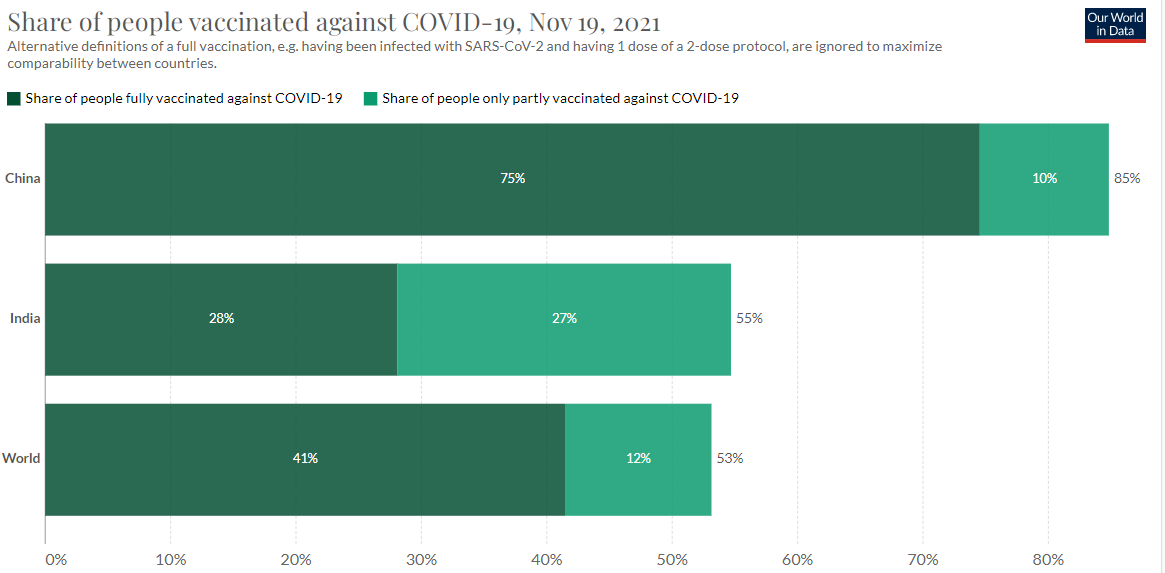 Share of people vaccinated against COVID-19, Nov 19, 2021
Our World
in Data
Alternative definitions of a full vaccination, e.g. having been infected with SARS-CoV-2 and having 1 dose of a 2-dose protocol, are ignored to maximize
comparability between countries.
Share of people fully vaccinated against COVID-19 Share of people only partly vaccinated against COVID-19
China 75% 10% 85%
India 28% 27% 55%
World 41% 12% 53%
0% 10% 20% 30% 40% 50% 60% 70% 80%